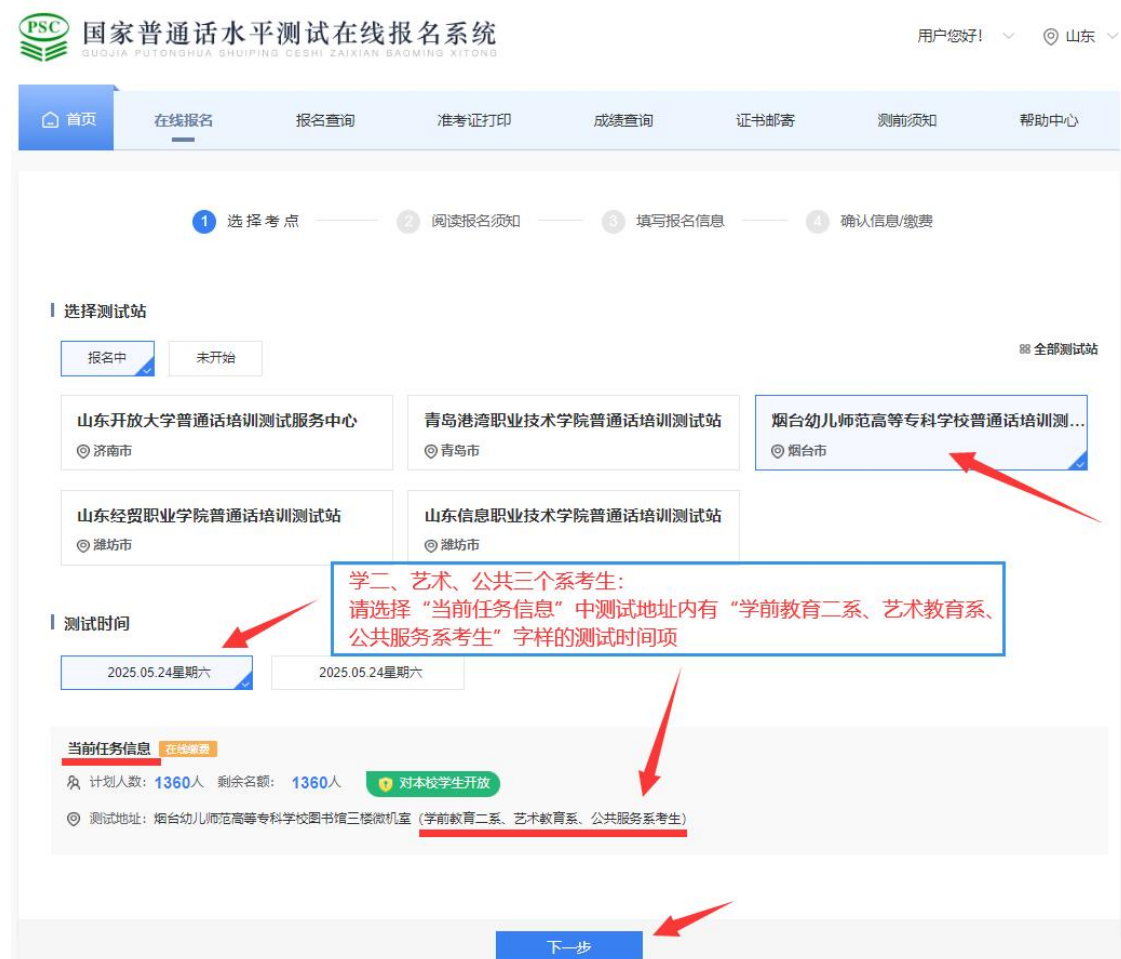 PSC
国家普通话水平测试在线报名系统
GUOJIA PUTONGHUA SHUIPING CESHI ZAIXIAN BAOMING XITONG
用户您好! 山东
首页 在线报名 报名查询 准考证打印 成绩查询 证书邮寄 测前须知 帮助中心
1 选择考点 2 阅读报名须知 3 填写报名信息 4 确认信息/缴费
选择测试站
报名中 未开始 全部测试站
山东开放大学普通话培训测试服务中心
济南市
青岛港湾职业技术学院普通话培训测试站
青岛市
烟台幼儿师范高等专科学校普通话培训测...
烟台市
山东经贸职业学院普通话培训测试站
潍坊市
山东信息职业技术学院普通话培训测试站
潍坊市
学二、艺术、公共三个系考生：
请选择“当前任务信息”中测试地址内有“学前教育二系、艺术教育系、
公共服务系考生”字样的测试时间项
测试时间
2025.05.24星期六 2025.05.24星期六
当前任务信息 在线缴费
计划人数：1360人 剩余名额： 1360人 对本校学生开放
测试地址：烟台幼儿师范高等专科学校图书馆三楼微机室（学前教育二系、艺术教育系、公共服务系考生）
下一步